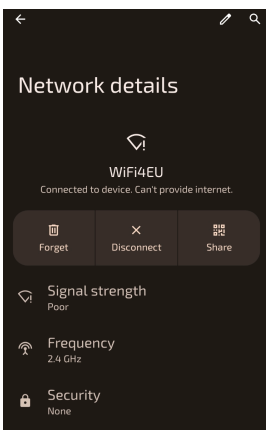 Network details
WiFi4EU
Connected to device. Can't provide internet.
Forget
Disconnect
Share
Signal strength
Poor
Frequency
2.4 GHz
Security
None